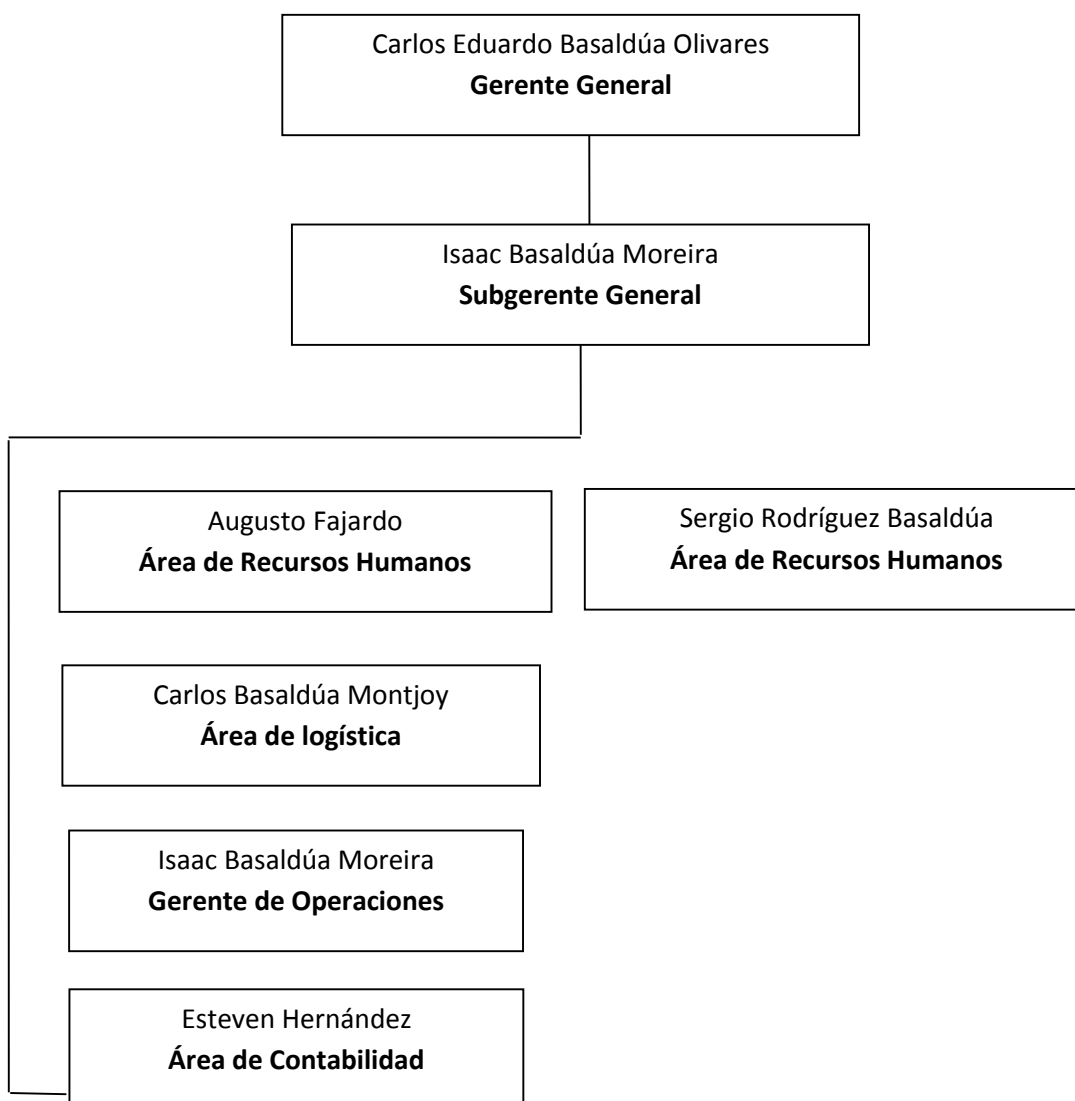 Carlos Eduardo Basaldúa Olivares
Gerente General
Isaac Basaldúa Moreira
Subgerente General
Augusto Fajardo
Área de Recursos Humanos
Sergio Rodríguez Basaldúa
Área de Recursos Humanos
Carlos Basaldúa Montjoy
Área de logística
Isaac Basaldúa Moreira
Gerente de Operaciones
Esteven Hernández
Área de Contabilidad